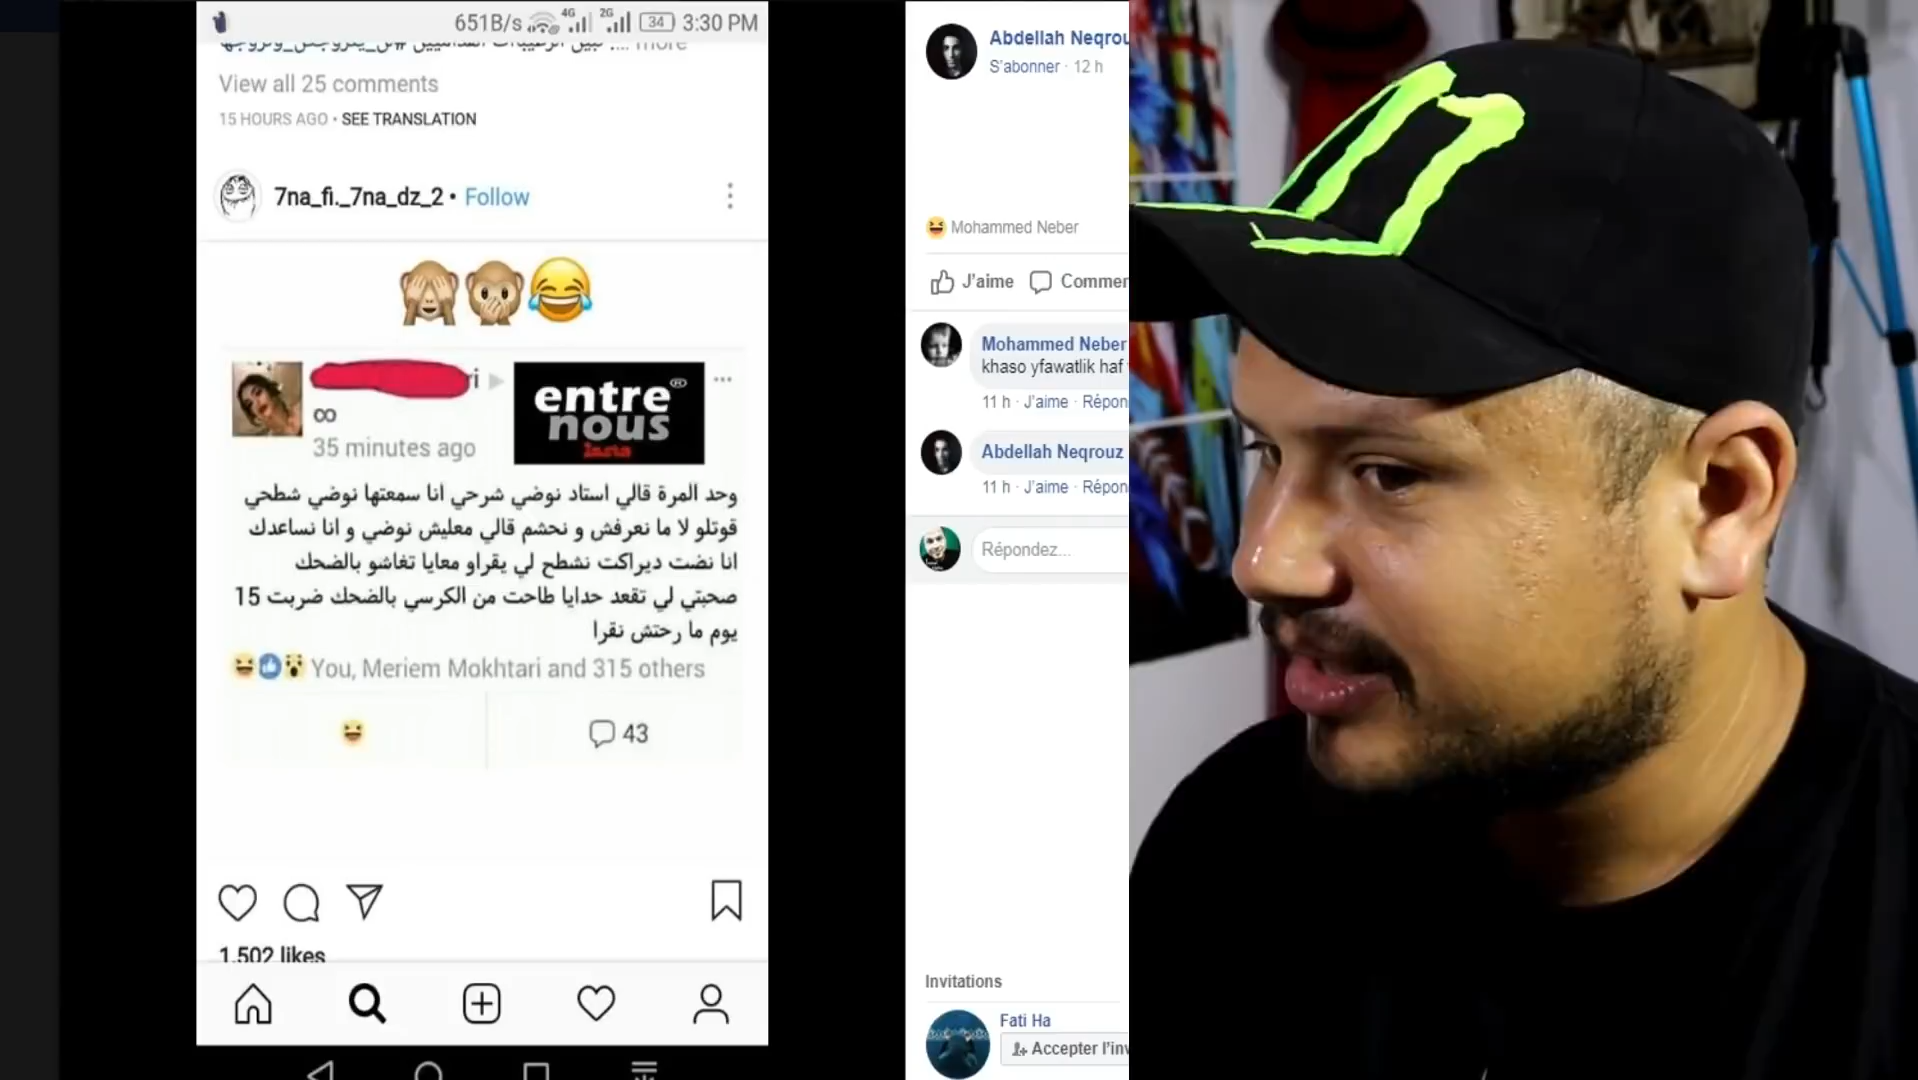 651B/s 4G 2G 34 3:30 PM
more
View all 25 comments
15 HOURS AGO • SEE TRANSLATION
7na_fi._7na_dz_2 • Follow
entre®
nous
35 minutes ago
وحد المرة قالي استاد نوضي شرحي انا سمعتها نوضي شطحي
قوتلو لا ما نعرفش و نحشم قالي معليش نوضي و انا نساعدك
انا نضت ديراكت نشطح لي يقراو معايا تغاشو بالضحك
صحبتي لي تقعد حدايا طاحت من الكرسي بالضحك ضربت 15
يوم ما رحتش نقرا
You, Meriem Mokhtari and 315 others
43
1.502 likes
Abdellah Neqrou
S'abonner · 12 h
Mohammed Neber
J'aime Commen
Mohammed Neber
khaso yfawatlik haf
11 h · J'aime · Répon
Abdellah Neqrouz
11 h · J'aime · Répon
Répondez...
Invitations
Fati Ha
Accepter l'inv